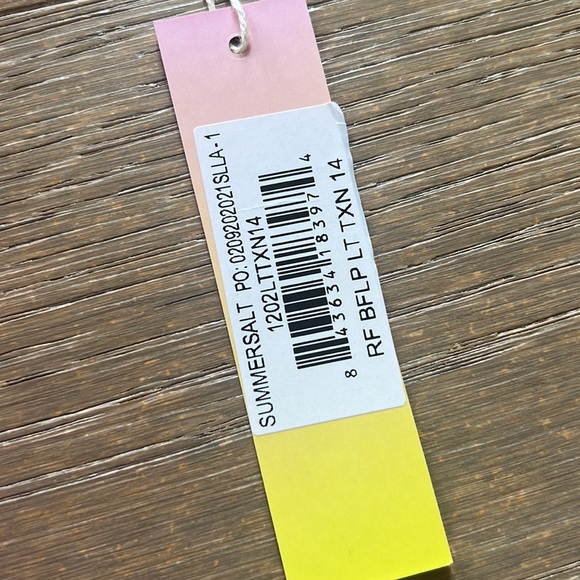 SUMMERSALT PO: 0209202021SLLA-1
1202LTTXN14
8 43634 18397 4
RF BFLP LT TXN 14